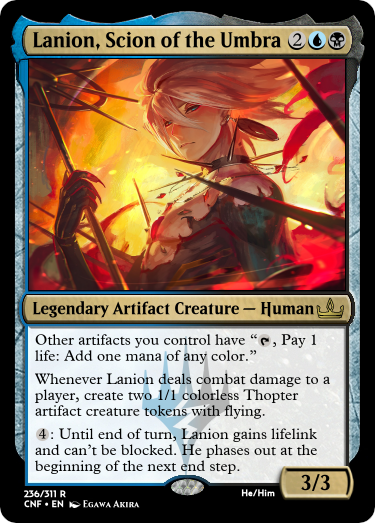 Lanion, Scion of the Umbra 2
Legendary Artifact Creature — Human
Other artifacts you control have “, Pay 1
life: Add one mana of any color.”
Whenever Lanion deals combat damage to a
player, create two 1/1 colorless Thopter
artifact creature tokens with flying.
4: Until end of turn, Lanion gains lifelink
and can’t be blocked. He phases out at the
beginning of the next end step.
3/3
236/311 R
He/Him
CNF • EN Egawa Akira